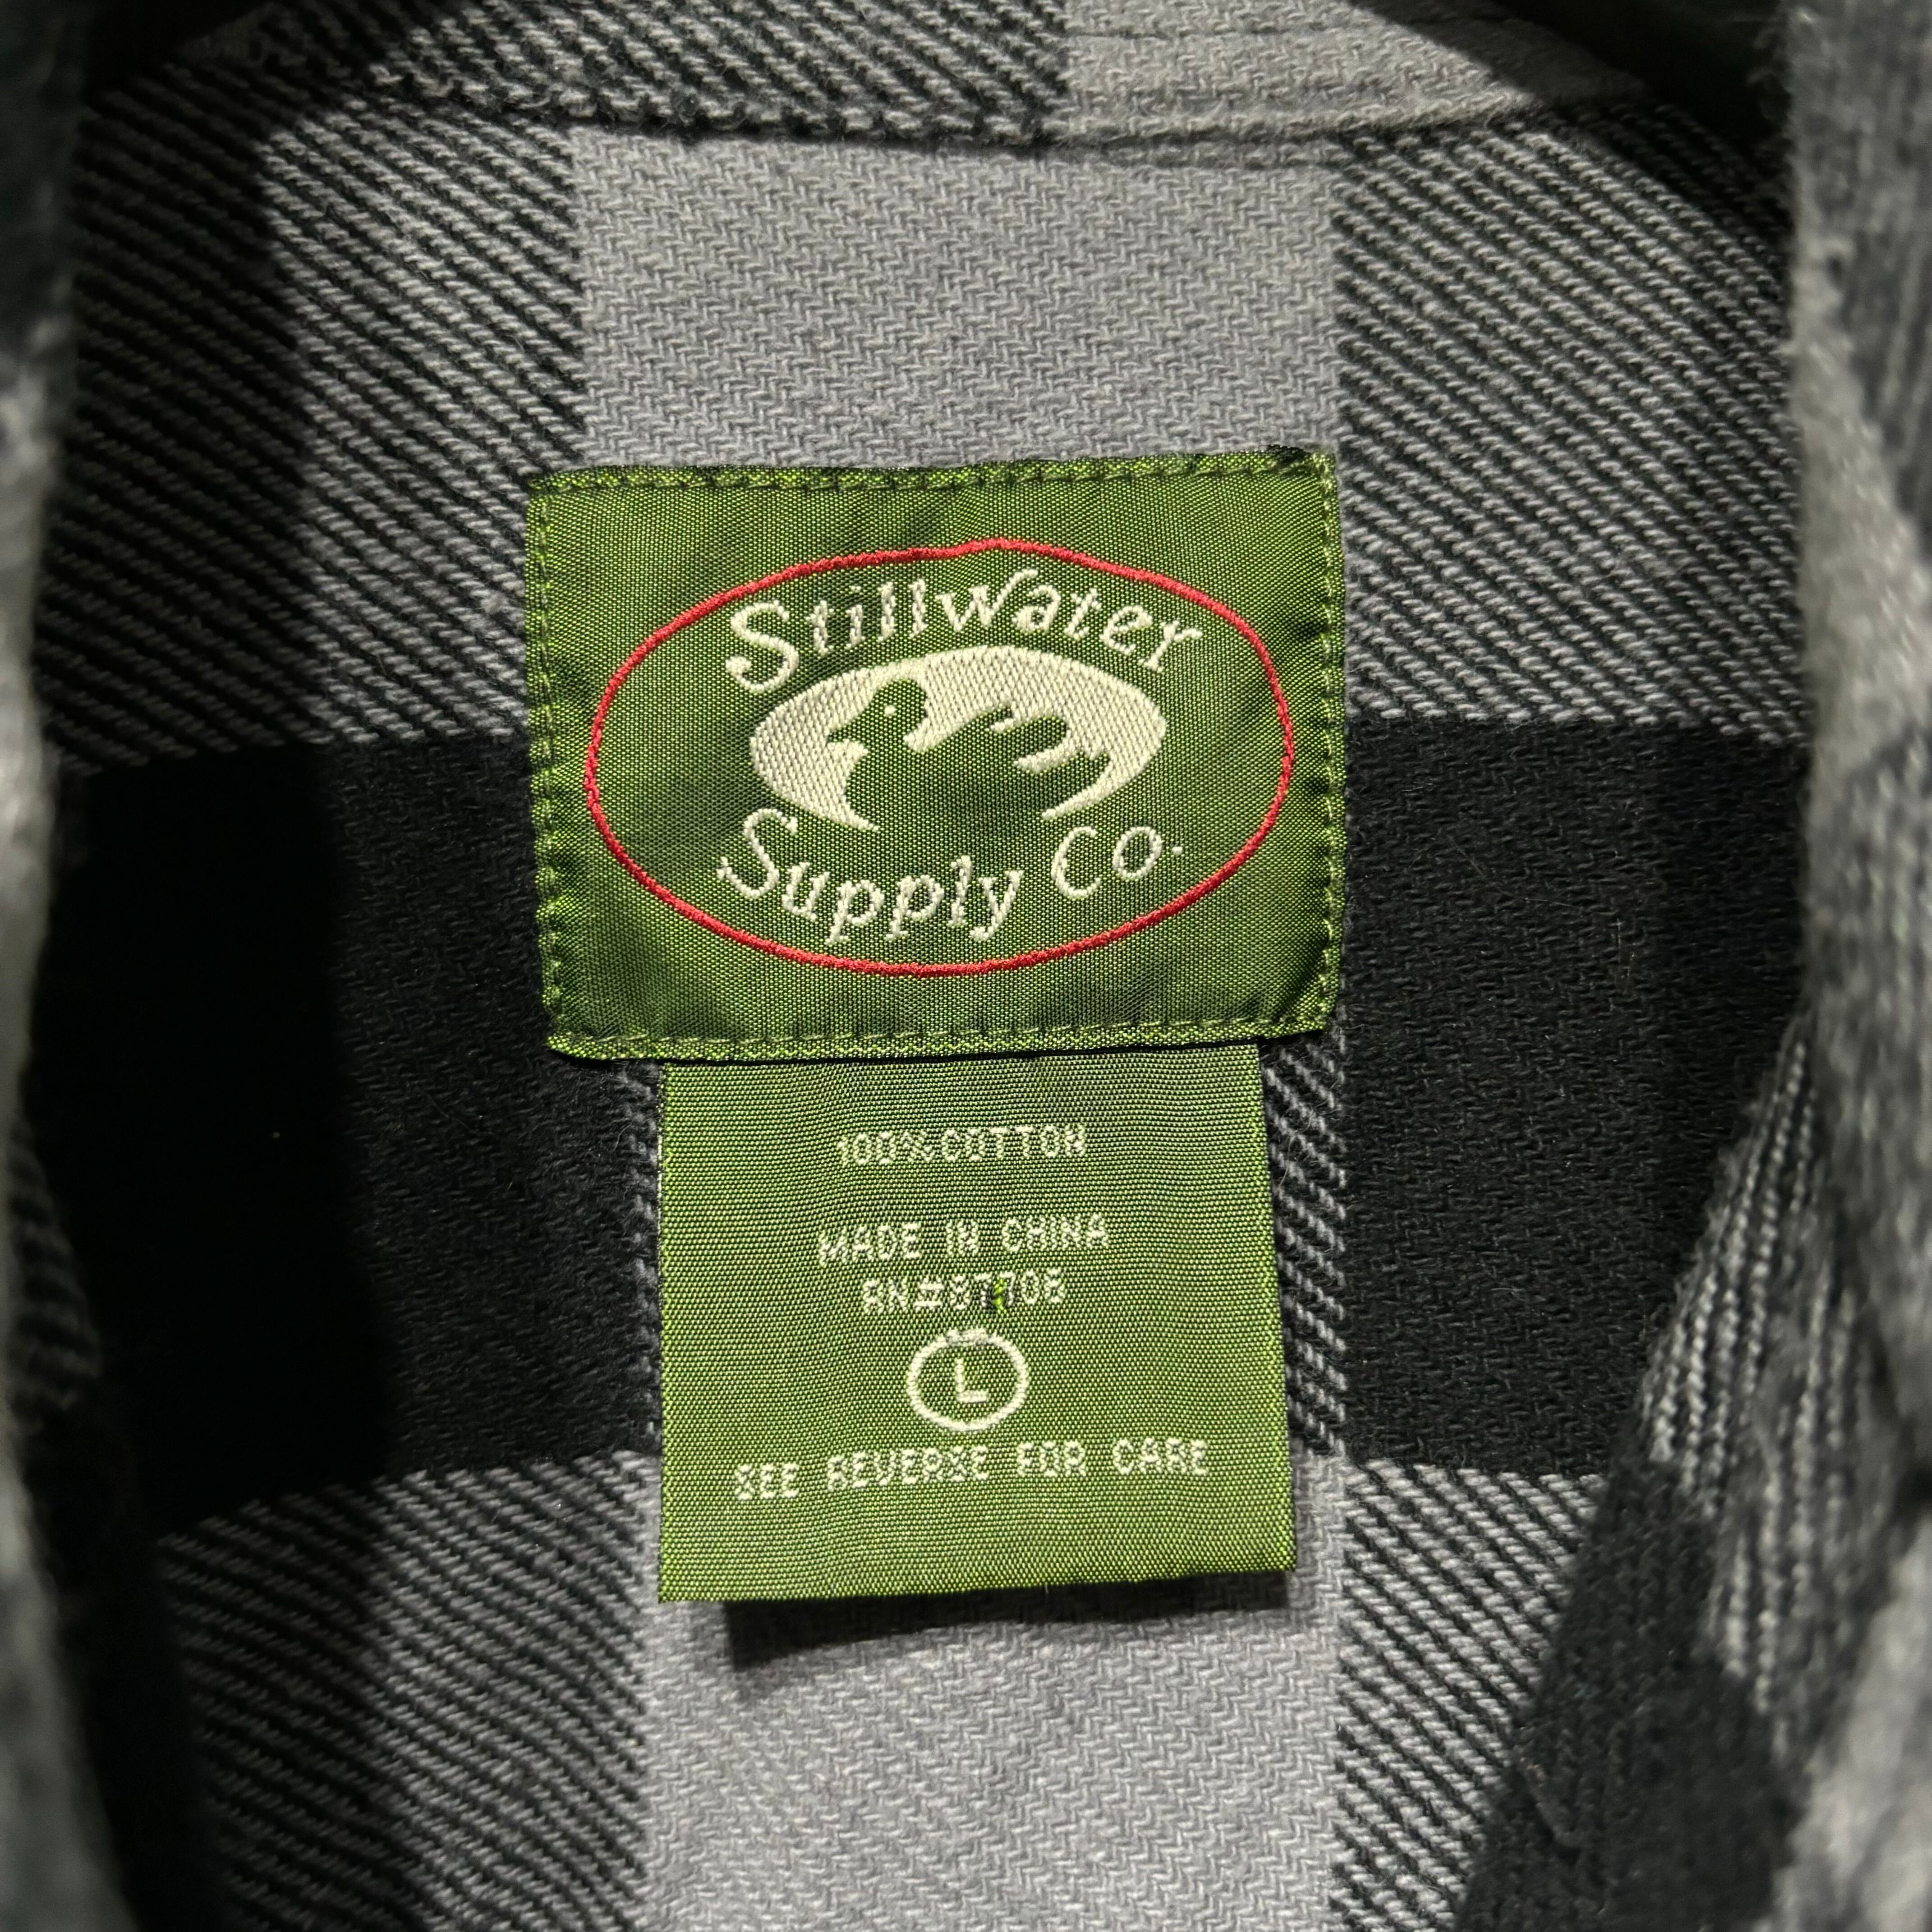 Stillwater
Supply Co.
100% COTTON
MADE IN CHINA
L
SEE REVERSE FOR CARE